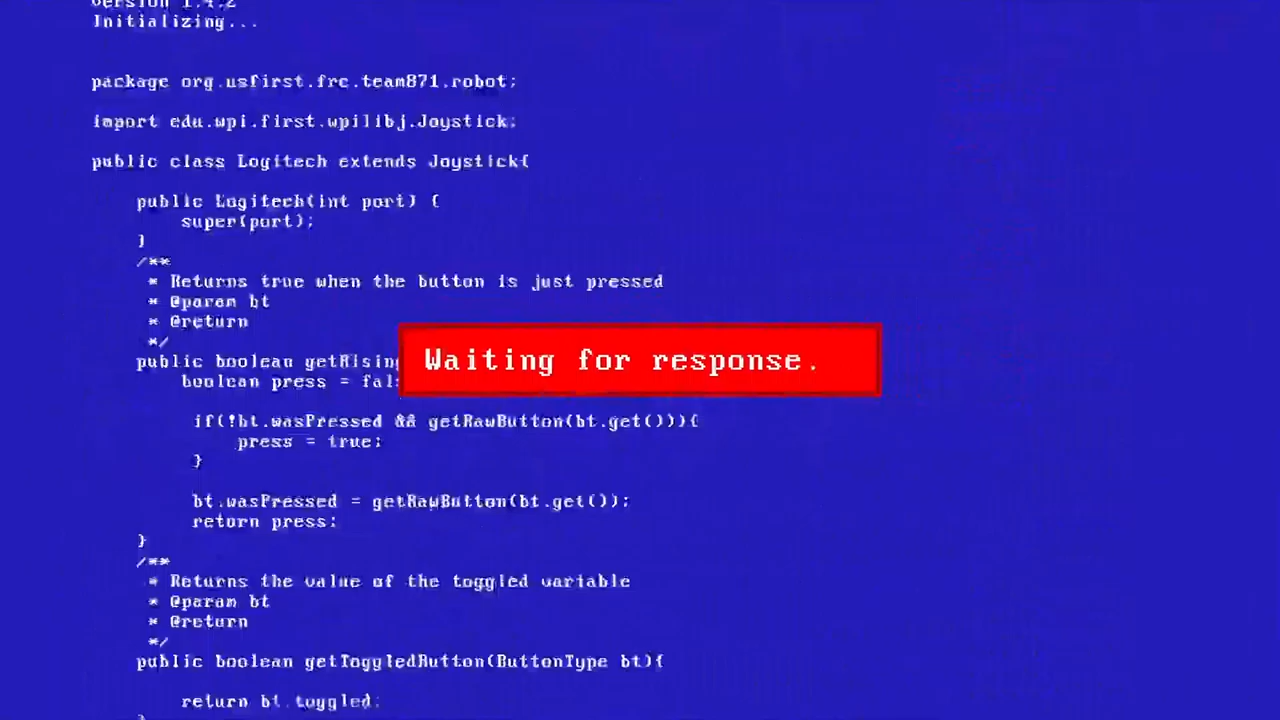 version 1.4.2
Initializing...
package org.usfirst.frc.team871.robot;
import edu.wpi.first.wpilibj.Joystick;
public class Logitech extends Joystick{
public Logitech(int port) {
super(port);
}
/**
* Returns true when the button is just pressed
* @param bt
* @return
*/
public boolean getRising
boolean press = fal
Waiting for response.
if(!bt.wasPressed && getRawButton(bt.get())){
press = true;
}
bt.wasPressed = getRawButton(bt.get());
return press;
}
/**
* Returns the value of the toggled variable
* @param bt
* @return
*/
public boolean getToggledButton(ButtonType bt){
return bt.toggled;
}